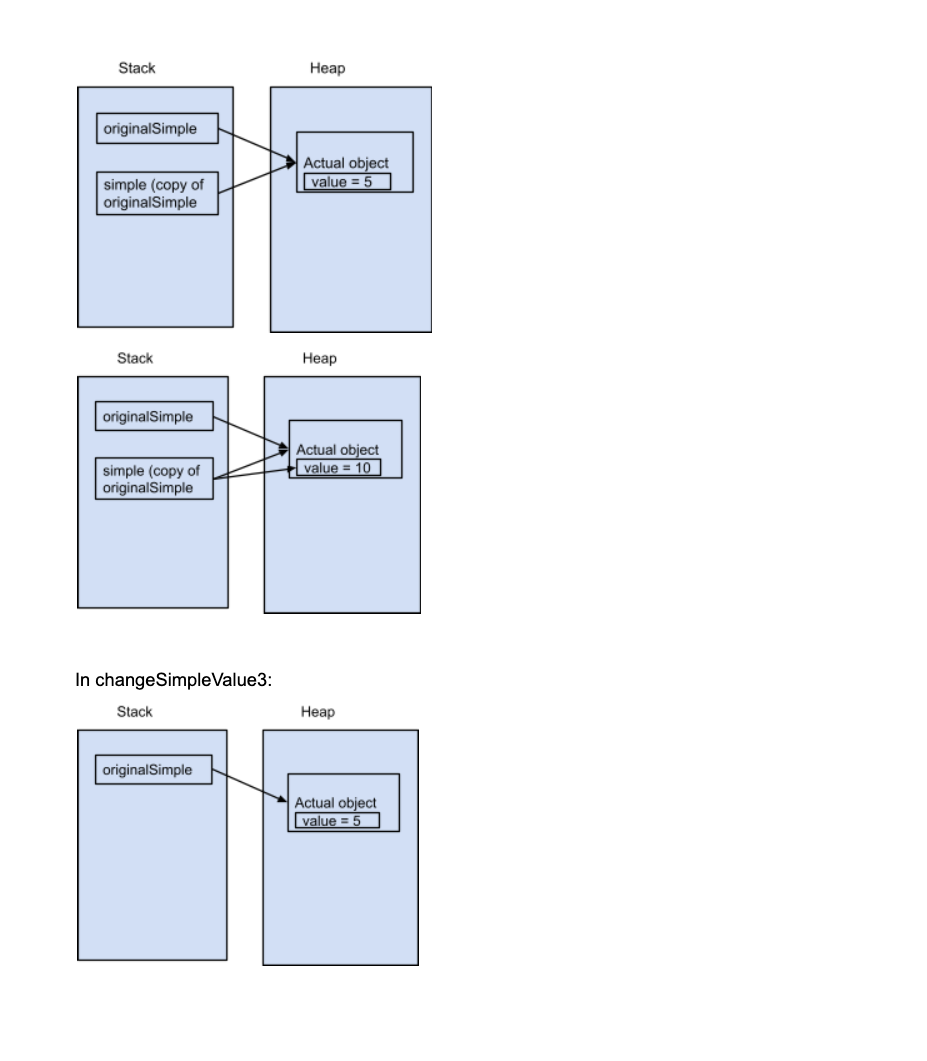 Stack Heap
originalSimple
Actual object
simple (copy of
value = 5
originalSimple
Stack Heap
originalSimple
Actual object
simple (copy of
value = 10
originalSimple
In changeSimpleValue3:
Stack Heap
originalSimple
Actual object
value = 5